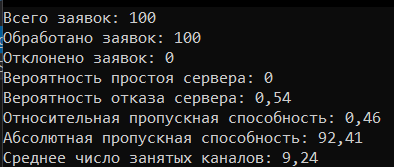 Всего заявок: 100
Обработано заявок: 100
Отклонено заявок: 0
Вероятность простоя сервера: 0
Вероятность отказа сервера: 0,54
Относительная пропускная способность: 0,46
Абсолютная пропускная способность: 92,41
Среднее число занятых каналов: 9,24